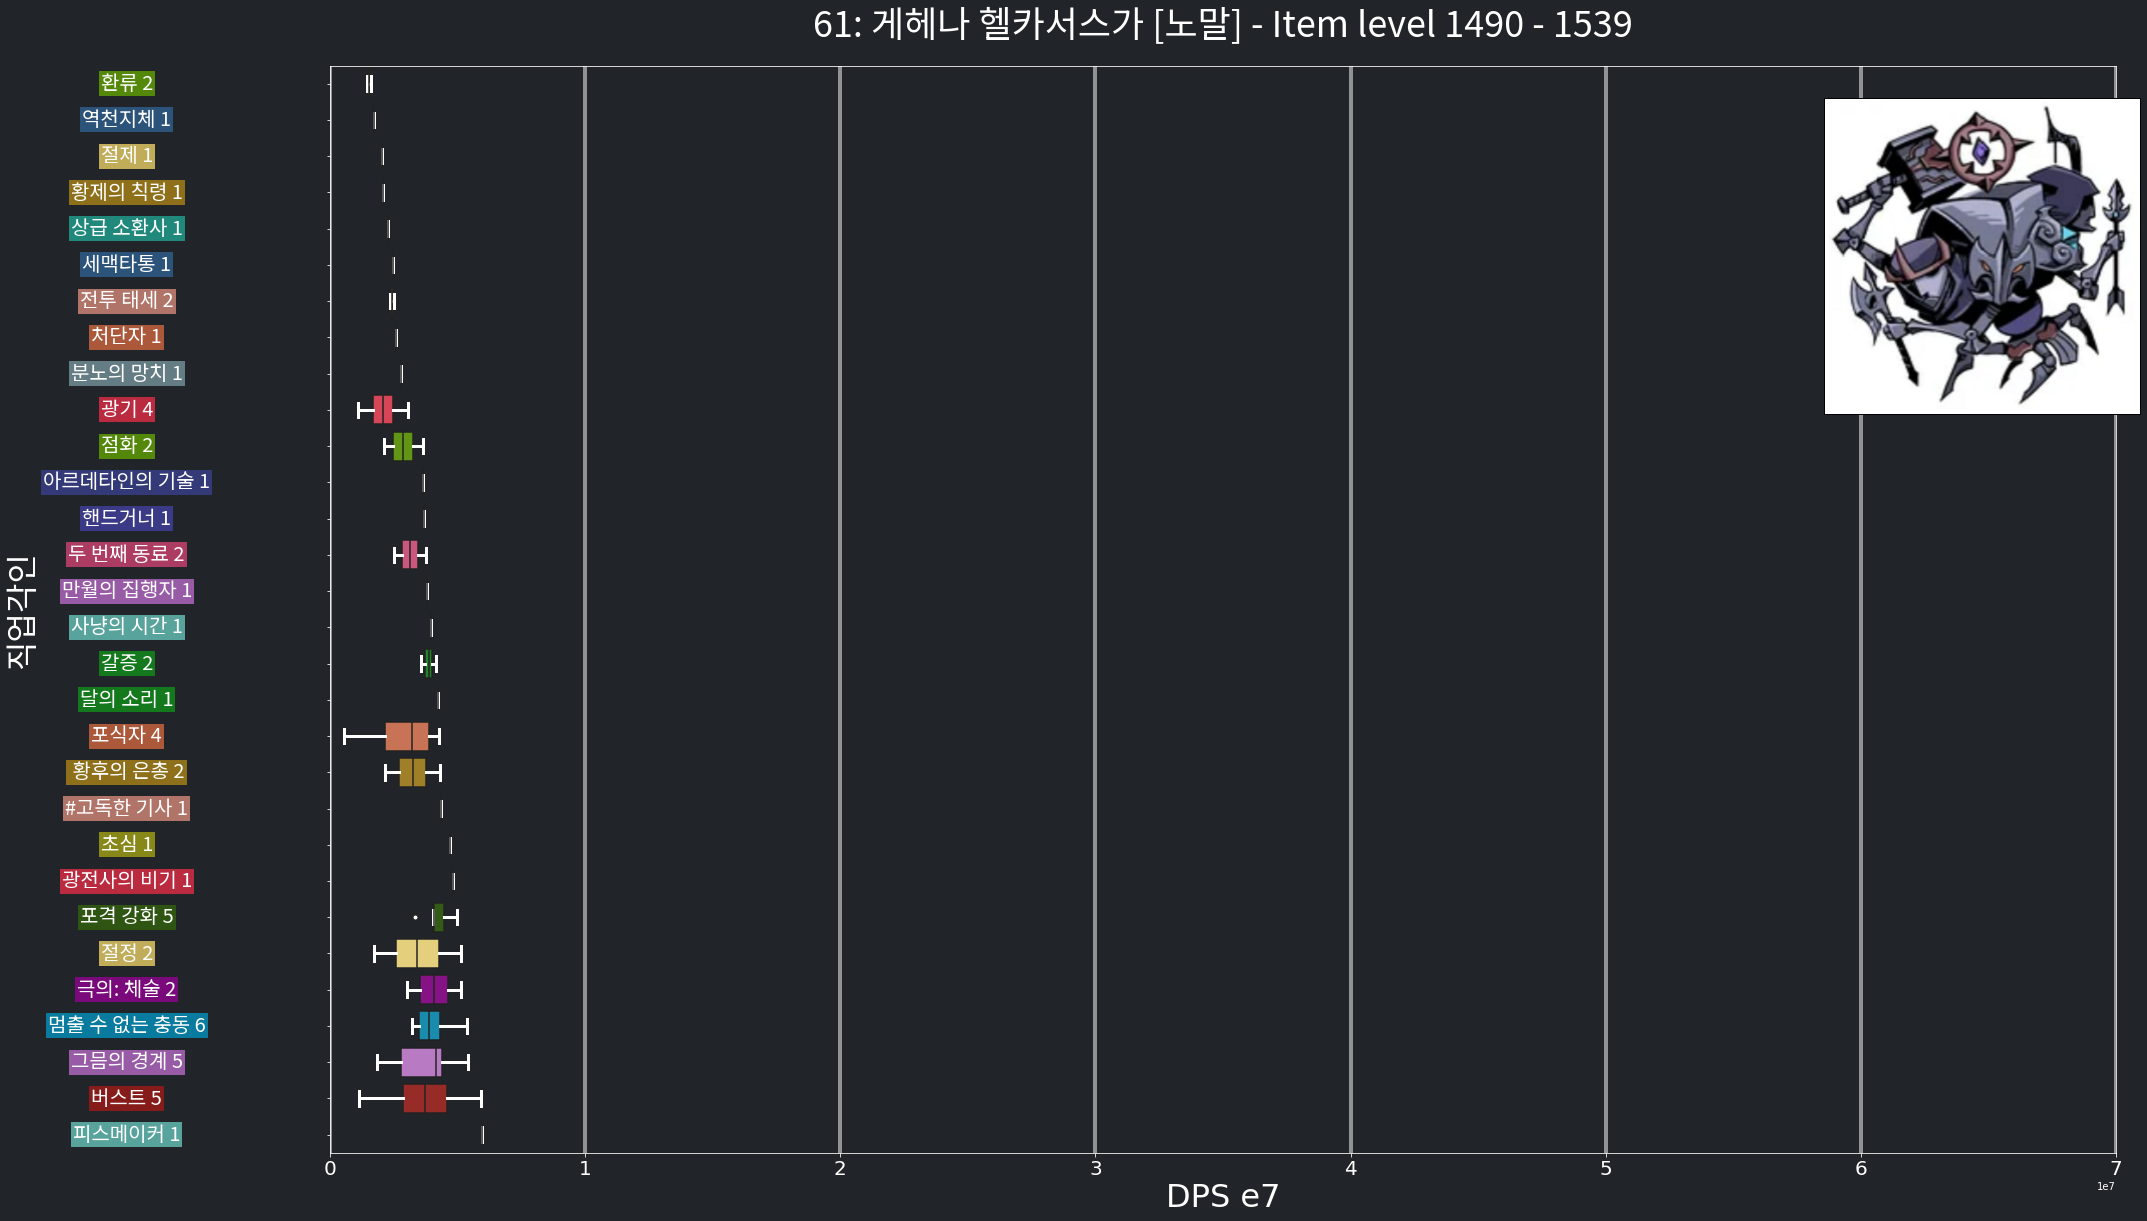 61: 게헤나 헬카서스가 [노말] - Item level 1490 - 1539
환류 2
역천지체 1
절제 1
황제의 칙령 1
상급 소환사 1
세맥타통 1
전투 태세 2
처단자 1
분노의 망치 1
광기 4
점화 2
아르데타인의 기술 1
핸드거너 1
두 번째 동료 2
만월의 집행자 1
사냥의 시간 1
갈증 2
달의 소리 1
포식자 4
황후의 은총 2
#고독한 기사 1
초심 1
광전사의 비기 1
포격 강화 5
절정 2
극의: 체술 2
멈출 수 없는 충동 6
그믐의 경계 5
버스트 5
피스메이커 1
직업각인
0 1 2 3 4 5 6 7
1e7
DPS e7